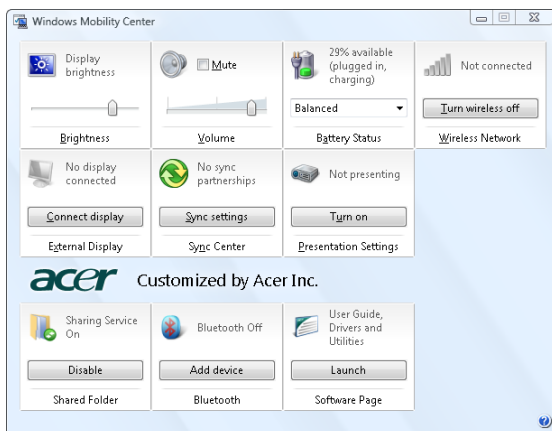 Windows Mobility Center
Display
brightness
Brightness
Mute
Volume
29% available
(plugged in,
charging)
Balanced
Battery Status
Not connected
Turn wireless off
Wireless Network
No display
connected
Connect display
External Display
No sync
partnerships
Sync settings
Sync Center
Not presenting
Turn on
Presentation Settings
acer Customized by Acer Inc.
Sharing Service
On
Disable
Shared Folder
Bluetooth Off
Add device
Bluetooth
User Guide,
Drivers and
Utilities
Launch
Software Page